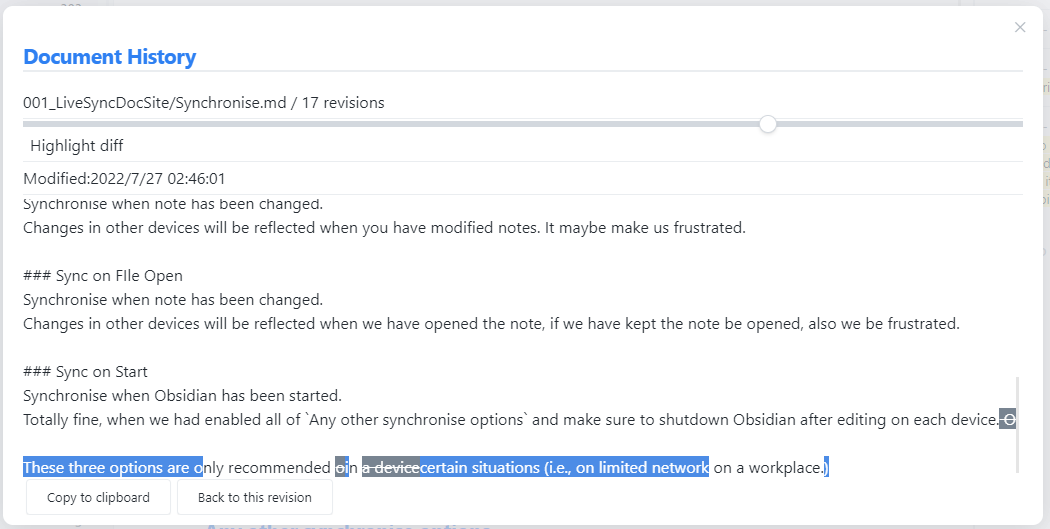 Document History
001_LiveSyncDocSite/Synchronise.md / 17 revisions
Highlight diff
Modified:2022/7/27 02:46:01
Synchronise when note has been changed.
Changes in other devices will be reflected when you have modified notes. It maybe make us frustrated.
### Sync on FIle Open
Synchronise when note has been changed.
Changes in other devices will be reflected when we have opened the note, if we have kept the note be opened, also we be frustrated.
### Sync on Start
Synchronise when Obsidian has been started.
Totally fine, when we had enabled all of `Any other synchronise options` and make sure to shutdown Obsidian after editing on each device. O
These three options are only recommended oin a devicecertain situations (i.e., on limited network on a workplace.)
Copy to clipboard
Back to this revision